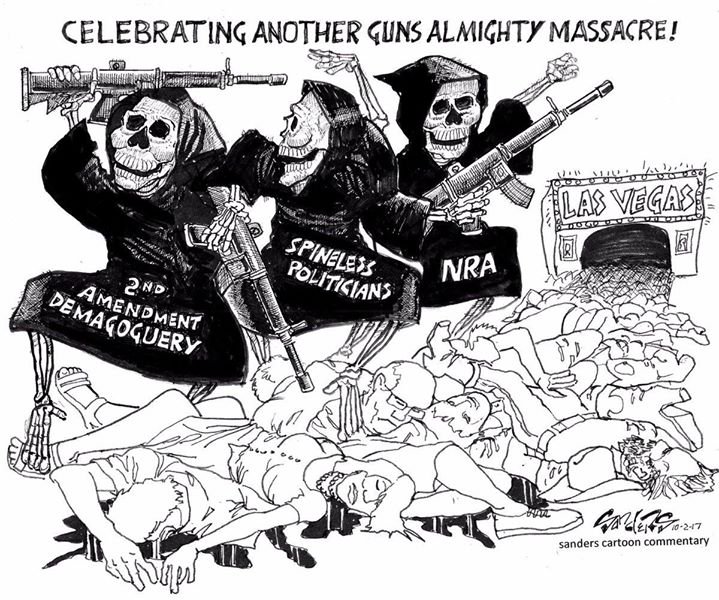 CELEBRATING ANOTHER GUNS ALMIGHTY MASSACRE!
LAS VEGAS
2ND
AMENDMENT
DEMAGOGUERY
SPINELESS
POLITICIANS
NRA
SANDERS 10-2-17
sanders cartoon commentary